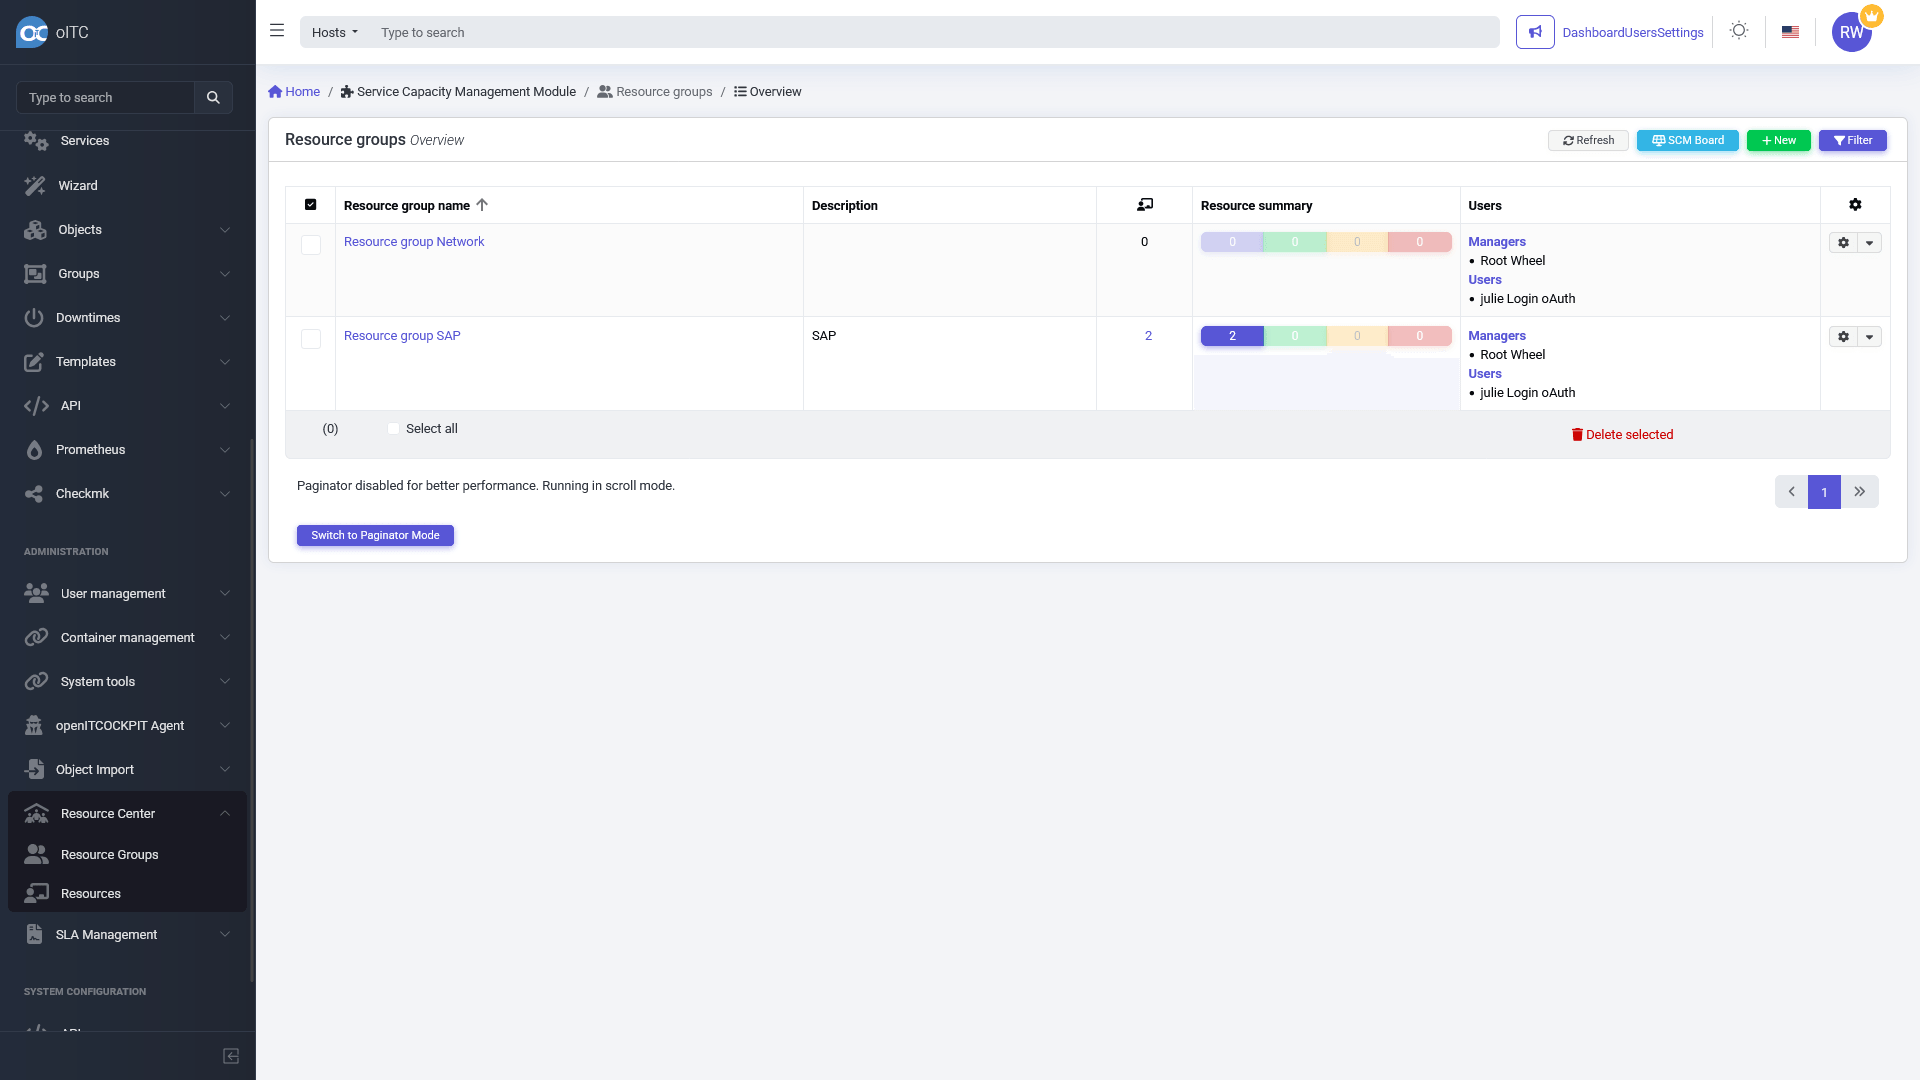 oITC
Hosts
Type to search
DashboardUsersSettings
RW
Type to search
Services
Wizard
Objects
Groups
Downtimes
Templates
API
Prometheus
Checkmk
ADMINISTRATION
User management
Container management
System tools
openITCOCKPIT Agent
Object Import
Resource Center
Resource Groups
Resources
SLA Management
SYSTEM CONFIGURATION
API
Home / Service Capacity Management Module / Resource groups / Overview
Resource groups Overview
Refresh
SCM Board
New
Filter
Resource group name
Description
Resource summary
Users
Resource group Network
0
0 0 0 0
Managers
• Root Wheel
Users
• julie Login oAuth
Resource group SAP
SAP
2
2 0 0 0
Managers
• Root Wheel
Users
• julie Login oAuth
(0)
Select all
Delete selected
Paginator disabled for better performance. Running in scroll mode.
1
Switch to Paginator Mode